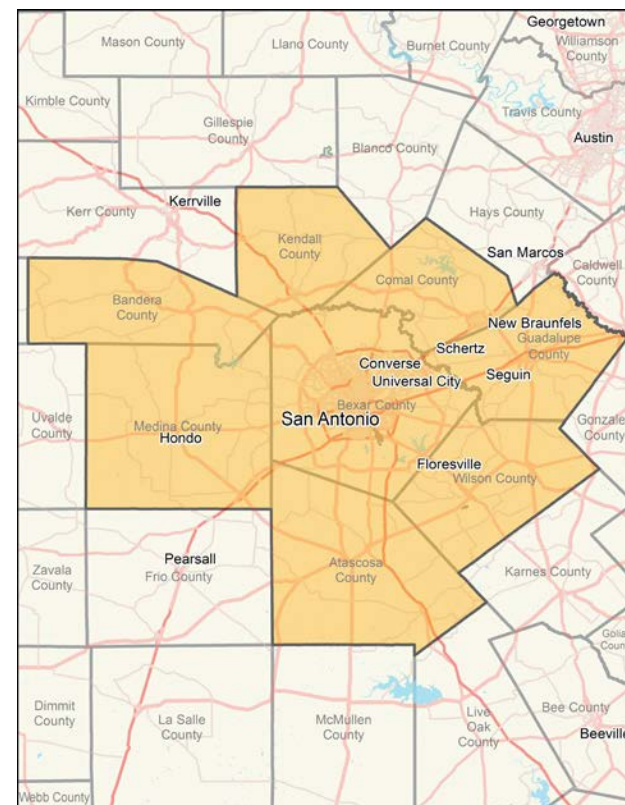 Georgetown
Mason County
Llano County
Burnet County
Williamson
County
Kimble County
Travis County
Gillespie
County
Austin
Blanco County
Kerrville
Kerr County
Hays County
Kendall
County
San Marcos
Caldwell
County
Comal County
Bandera
County
New Braunfels
Guadalupe
County
Schertz
Converse
Universal City
Seguin
Bexar County
San Antonio
Uvalde
County
Medina County
Hondo
Gonzale
County
Floresville
Wilson County
Pearsall
Frio County
Zavala
County
Atascosa
County
Karnes County
Golia
Coun
Dimmit
County
La Salle
County
McMullen
County
Live
Oak
County
Bee County
Beeville
Webb County